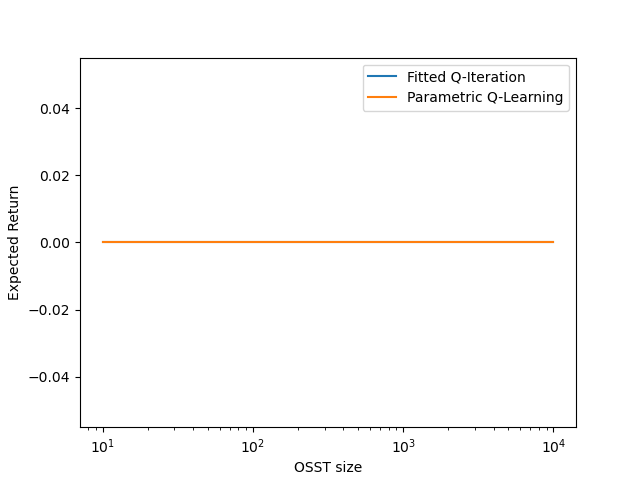 Fitted Q-Iteration
Parametric Q-Learning
0.04
0.02
0.00
−0.02
−0.04
Expected Return
10¹
10²
10³
10⁴
OSST size